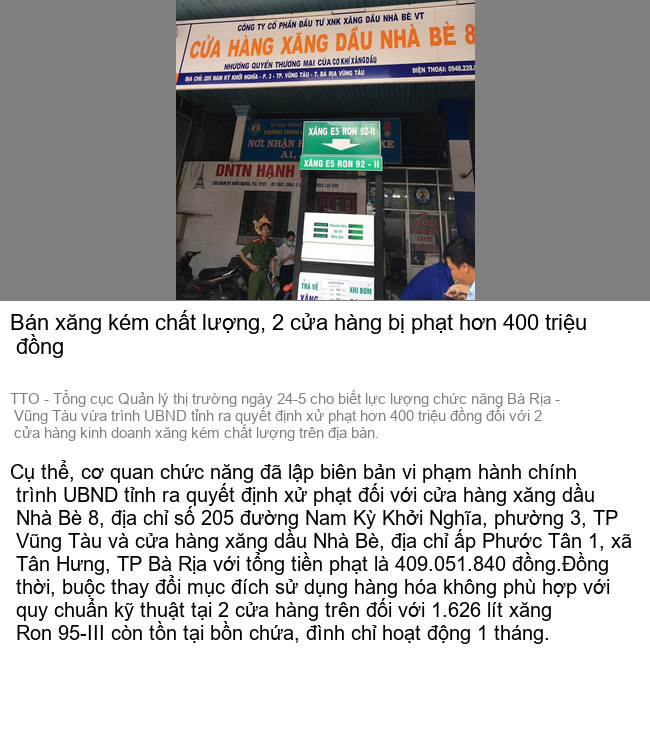 CÔNG TY CỔ PHẦN ĐẦU TƯ XNK XĂNG DẦU NHÀ BÈ VT
CỬA HÀNG XĂNG DẦU NHÀ BÈ 8
NHƯỢNG QUYỀN THƯƠNG MẠI CỦA CƠ KHÍ XĂNG DẦU
ĐỊA CHỈ: 205 NAM KỲ KHỞI NGHĨA - P. 3 - TP. VŨNG TÀU - T. BÀ RỊA VŨNG TÀU
ĐIỆN THOẠI: 0948.228.
TRƯỜNG TRUNG
NƠI NHẬN H
A1,
XĂNG E5 RON 92-II
XĂNG E5 RON 92 - II
DNTN HẠNH
TRẢ VỀ
KHI BƠM
XĂNG
Bán xăng kém chất lượng, 2 cửa hàng bị phạt hơn 400 triệu
đồng
TTO - Tổng cục Quản lý thị trường ngày 24-5 cho biết lực lượng chức năng Bà Rịa -
Vũng Tàu vừa trình UBND tỉnh ra quyết định xử phạt hơn 400 triệu đồng đối với 2
cửa hàng kinh doanh xăng kém chất lượng trên địa bàn.
Cụ thể, cơ quan chức năng đã lập biên bản vi phạm hành chính
trình UBND tỉnh ra quyết định xử phạt đối với cửa hàng xăng dầu
Nhà Bè 8, địa chỉ số 205 đường Nam Kỳ Khởi Nghĩa, phường 3, TP
Vũng Tàu và cửa hàng xăng dầu Nhà Bè, địa chỉ ấp Phước Tân 1, xã
Tân Hưng, TP Bà Rịa với tổng tiền phạt là 409.051.840 đồng.Đồng
thời, buộc thay đổi mục đích sử dụng hàng hóa không phù hợp với
quy chuẩn kỹ thuật tại 2 cửa hàng trên đối với 1.626 lít xăng
Ron 95-III còn tồn tại bồn chứa, đình chỉ hoạt động 1 tháng.